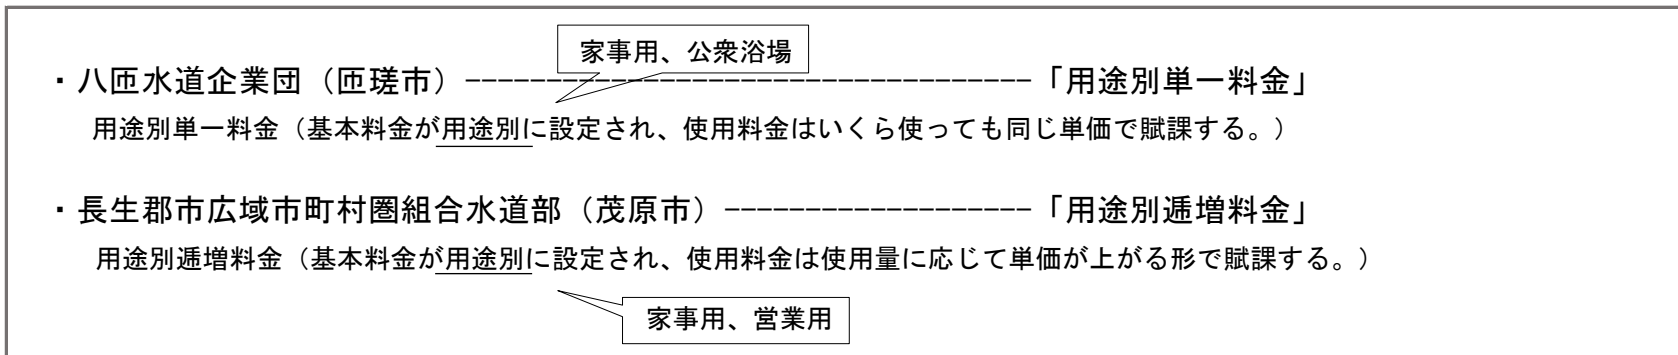 家事用、公衆浴場
・八匝水道企業団（匝瑳市）-----------------------------------「用途別単一料金」
用途別単一料金（基本料金が用途別に設定され、使用料金はいくら使っても同じ単価で賦課する。）
・長生郡市広域市町村圏組合水道部（茂原市）-------------------「用途別逓増料金」
用途別逓増料金（基本料金が用途別に設定され、使用料金は使用量に応じて単価が上がる形で賦課する。）
家事用、営業用